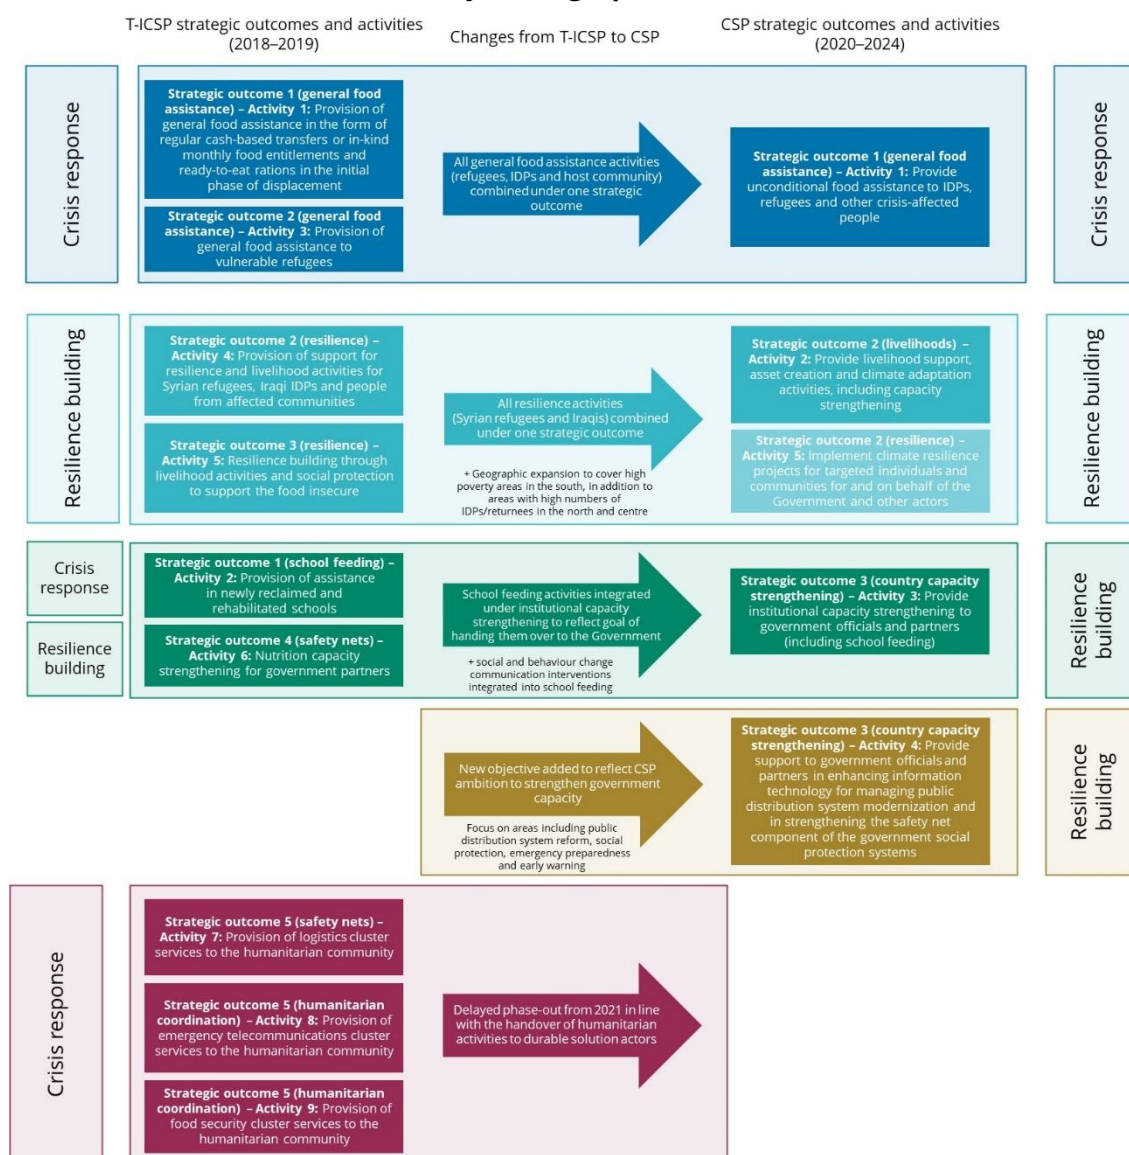 T-ICSP strategic outcomes and activities
(2018–2019)
Changes from T-ICSP to CSP
CSP strategic outcomes and activities
(2020–2024)
Crisis response
Strategic outcome 1 (general food
assistance) – Activity 1: Provision of
general food assistance in the form of
regular cash-based transfers or in-kind
monthly food entitlements and
ready-to-eat rations in the initial
phase of displacement
Strategic outcome 2 (general food
assistance) – Activity 3: Provision of
general food assistance to
vulnerable refugees
All general food assistance activities
(refugees, IDPs and host community)
combined under one strategic
outcome
Strategic outcome 1 (general food
assistance) – Activity 1: Provide
unconditional food assistance to IDPs,
refugees and other crisis-affected
people
Crisis response
Resilience building
Strategic outcome 2 (resilience) –
Activity 4: Provision of support for
resilience and livelihood activities for
Syrian refugees, Iraqi IDPs and people
from affected communities
Strategic outcome 3 (resilience) –
Activity 5: Resilience building through
livelihood activities and social protection
to support the food insecure
All resilience activities
(Syrian refugees and Iraqis) combined
under one strategic outcome
+ Geographic expansion to cover high
poverty areas in the south, in addition to
areas with high numbers of
IDPs/returnees in the north and centre
Strategic outcome 2 (livelihoods) –
Activity 2: Provide livelihood support,
asset creation and climate adaptation
activities, including capacity
strengthening
Strategic outcome 2 (resilience) –
Activity 5: Implement climate resilience
projects for targeted individuals and
communities for and on behalf of the
Government and other actors
Resilience building
Crisis
response
Resilience
building
Strategic outcome 1 (school feeding) –
Activity 2: Provision of assistance
in newly reclaimed and
rehabilitated schools
Strategic outcome 4 (safety nets) –
Activity 6: Nutrition capacity
strengthening for government partners
School feeding activities integrated
under institutional capacity
strengthening to reflect goal of
handing them over to the Government
+ social and behaviour change
communication interventions
integrated into school feeding
Strategic outcome 3 (country capacity
strengthening) – Activity 3: Provide
institutional capacity strengthening to
government officials and partners
(including school feeding)
Resilience
building
New objective added to reflect CSP
ambition to strengthen government
capacity
Focus on areas including public
distribution system reform, social
protection, emergency preparedness
and early warning
Strategic outcome 3 (country capacity
strengthening) – Activity 4: Provide
support to government officials and
partners in enhancing information
technology for managing public
distribution system modernization and
in strengthening the safety net
component of the government social
protection systems
Resilience
building
Crisis response
Strategic outcome 5 (safety nets) –
Activity 7: Provision of logistics cluster
services to the humanitarian community
Strategic outcome 5 (humanitarian
coordination) – Activity 8: Provision of
emergency telecommunications cluster
services to the humanitarian community
Strategic outcome 5 (humanitarian
coordination) – Activity 9: Provision of
food security cluster services to the
humanitarian community
Delayed phase-out from 2021 in line
with the handover of humanitarian
activities to durable solution actors